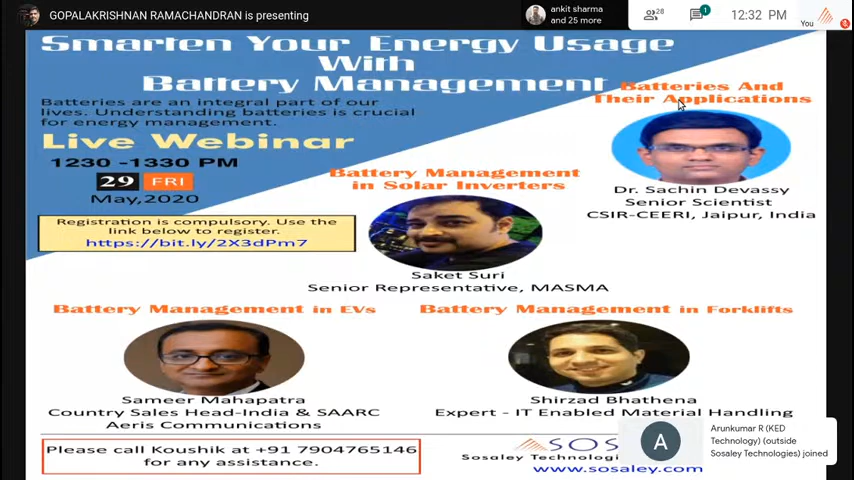 GOPALAKRISHNAN RAMACHANDRAN is presenting
ankit sharma
and 25 more
28
1
12:32 PM
You
Smarten Your Energy Usage
With
Battery Management
Batteries are an integral part of our
lives. Understanding batteries is crucial
for energy management.
Live Webinar
1230 -1330 PM
29 FRI
May,2020
Registration is compulsory. Use the
link below to register.
https://bit.ly/2X3dPm7
Batteries And
Their Applications
Dr. Sachin Devassy
Senior Scientist
CSIR-CEERI, Jaipur, India
Battery Management
in Solar Inverters
Saket Suri
Senior Representative, MASMA
Battery Management in EVs
Sameer Mahapatra
Country Sales Head-India & SAARC
Aeris Communications
Battery Management in Forklifts
Shirzad Bhathena
Expert - IT Enabled Material Handling
Please call Koushik at +91 7904765146
for any assistance.
SOS
Sosaley Technologi
www.sosaley.com
A
Arunkumar R (KED
Technology) (outside
Sosaley Technologies) joined